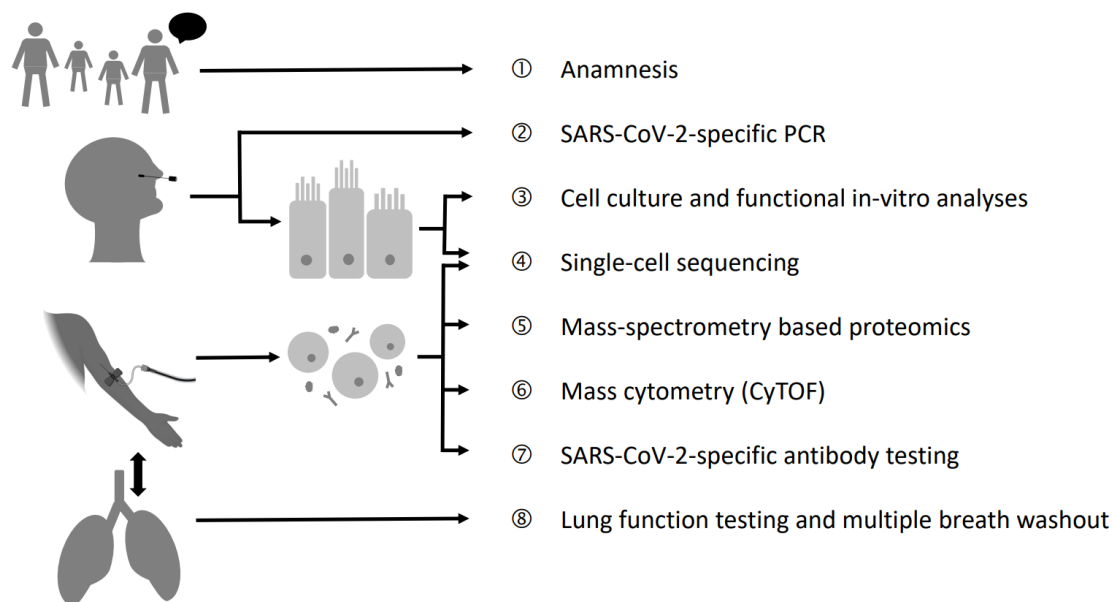 ① Anamnesis
② SARS-CoV-2-specific PCR
③ Cell culture and functional in-vitro analyses
④ Single-cell sequencing
⑤ Mass-spectrometry based proteomics
⑥ Mass cytometry (CyTOF)
⑦ SARS-CoV-2-specific antibody testing
⑧ Lung function testing and multiple breath washout